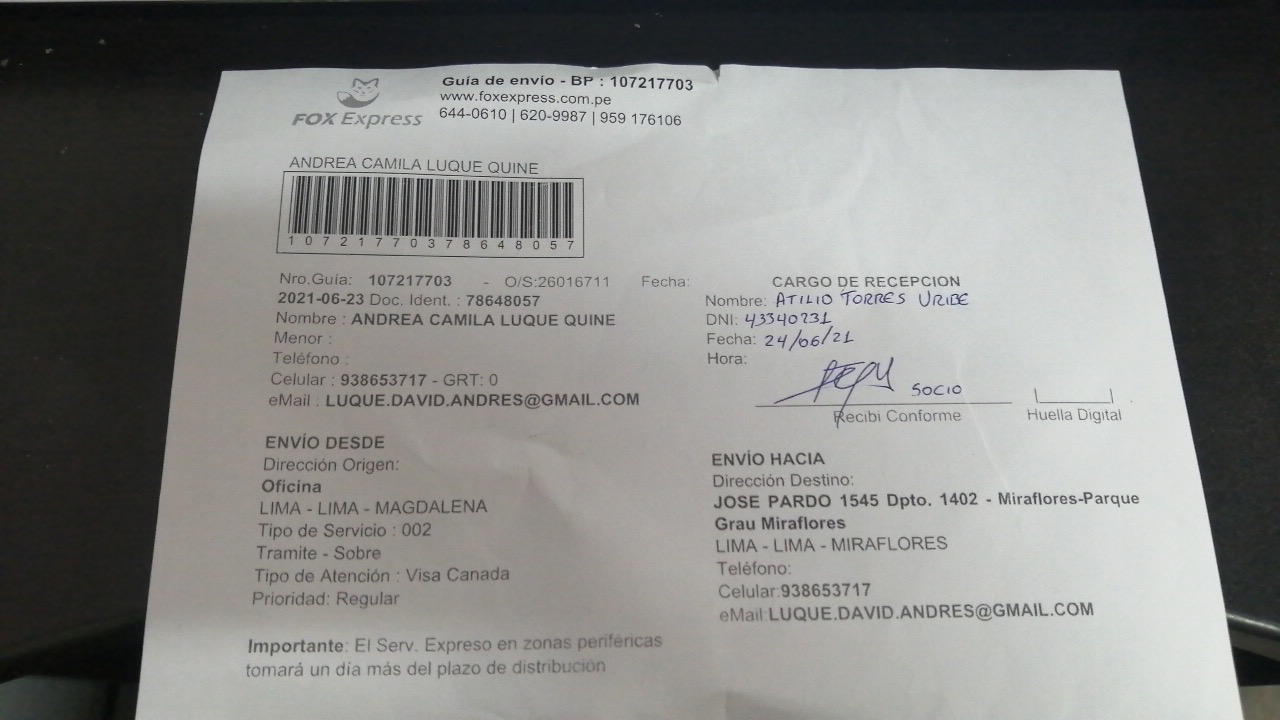 FOX Express
Guía de envío - BP : 107217703
www.foxexpress.com.pe
644-0610 | 620-9987 | 959 176106
ANDREA CAMILA LUQUE QUINE
10721770378648057
Nro.Guía: 107217703 - O/S:26016711 Fecha:
2021-06-23 Doc. Ident. : 78648057
Nombre : ANDREA CAMILA LUQUE QUINE
Menor :
Teléfono :
Celular : 938653717 - GRT: 0
eMail : LUQUE.DAVID.ANDRES@GMAIL.COM
CARGO DE RECEPCION
Nombre: ATILIO TORRES URIBE
DNI: 43340231
Fecha: 24/06/21
Hora:
SOCIO
Recibi Conforme
Huella Digital
ENVÍO DESDE
Dirección Origen:
Oficina
LIMA - LIMA - MAGDALENA
Tipo de Servicio : 002
Tramite - Sobre
Tipo de Atención : Visa Canada
Prioridad: Regular
ENVÍO HACIA
Dirección Destino:
JOSE PARDO 1545 Dpto. 1402 - Miraflores-Parque
Grau Miraflores
LIMA - LIMA - MIRAFLORES
Teléfono:
Celular:938653717
eMail:LUQUE.DAVID.ANDRES@GMAIL.COM
Importante: El Serv. Expreso en zonas periféricas
tomará un día más del plazo de distribución